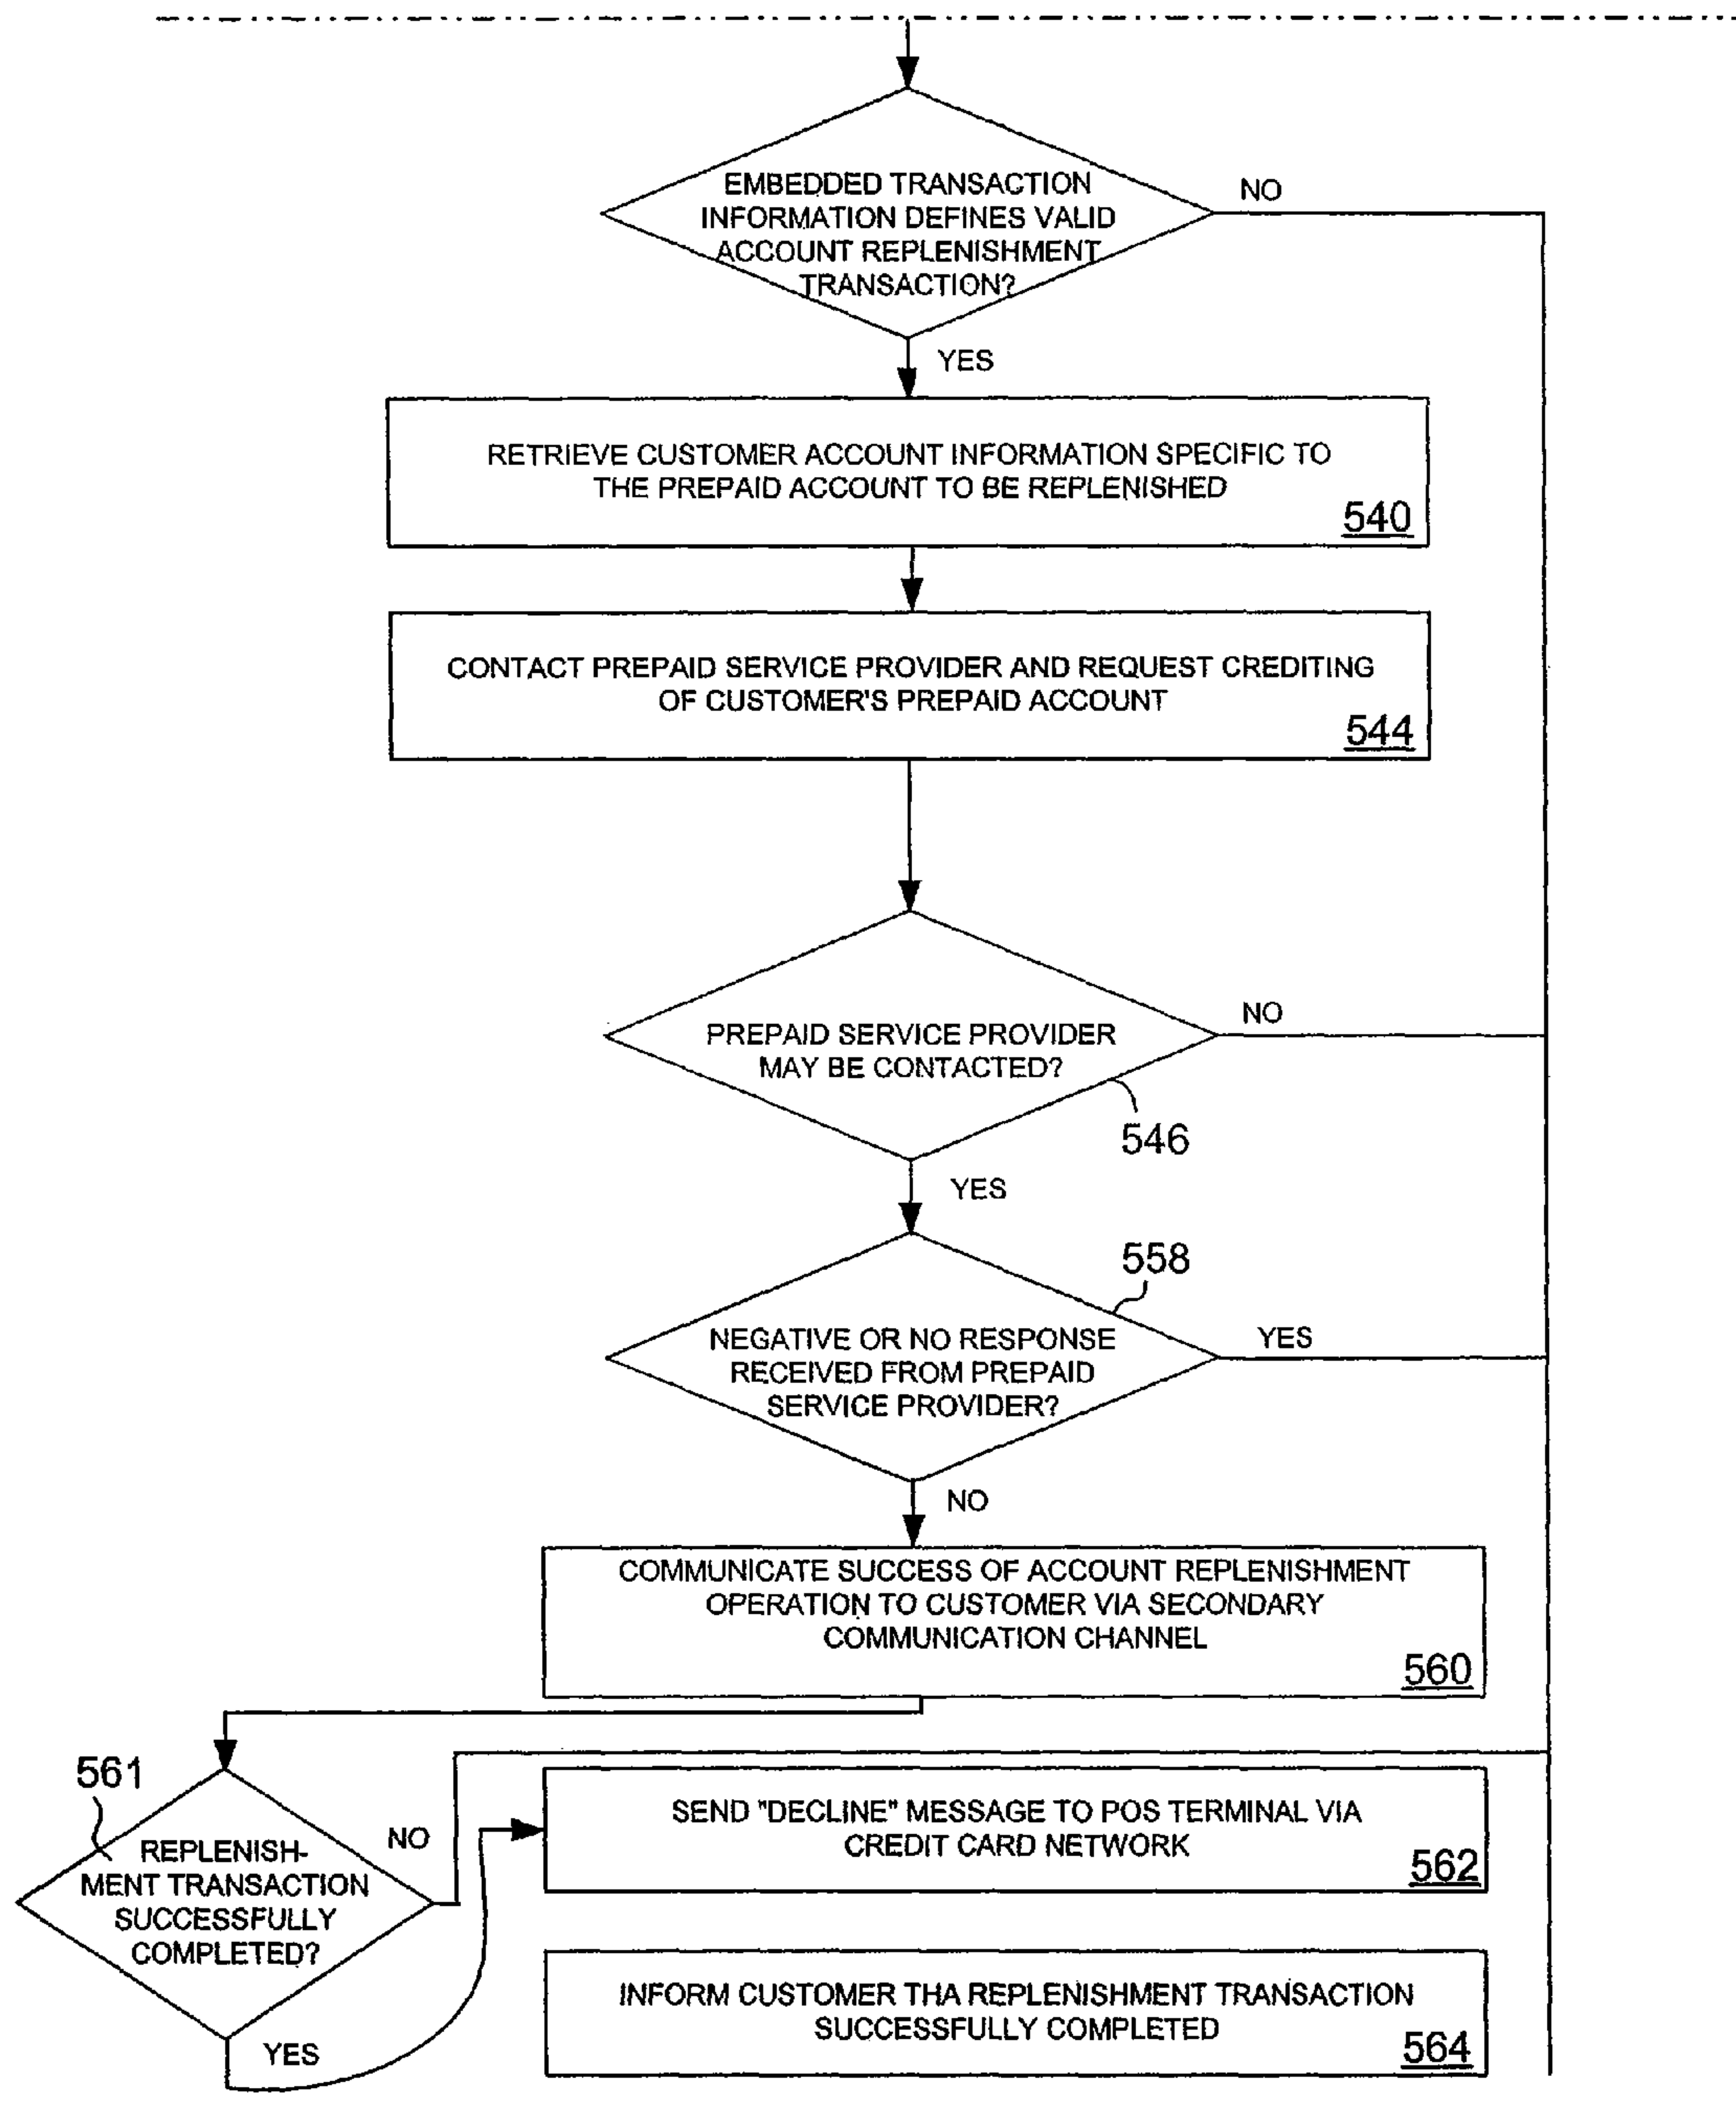 EMBEDDED TRANSACTION
INFORMATION DEFINES VALID
ACCOUNT REPLENISHMENT
TRANSACTION?
NO
YES
RETRIEVE CUSTOMER ACCOUNT INFORMATION SPECIFIC TO
THE PREPAID ACCOUNT TO BE REPLENISHED
540
CONTACT PREPAID SERVICE PROVIDER AND REQUEST CREDITING
OF CUSTOMER'S PREPAID ACCOUNT
544
PREPAID SERVICE PROVIDER
MAY BE CONTACTED?
NO
546
YES
558
NEGATIVE OR NO RESPONSE
RECEIVED FROM PREPAID
SERVICE PROVIDER?
YES
NO
COMMUNICATE SUCCESS OF ACCOUNT REPLENISHMENT
OPERATION TO CUSTOMER VIA SECONDARY
COMMUNICATION CHANNEL
560
561
REPLENISH-
MENT TRANSACTION
SUCCESSFULLY
COMPLETED?
NO
YES
SEND "DECLINE" MESSAGE TO POS TERMINAL VIA
CREDIT CARD NETWORK
562
INFORM CUSTOMER THA REPLENISHMENT TRANSACTION
SUCCESSFULLY COMPLETED
564